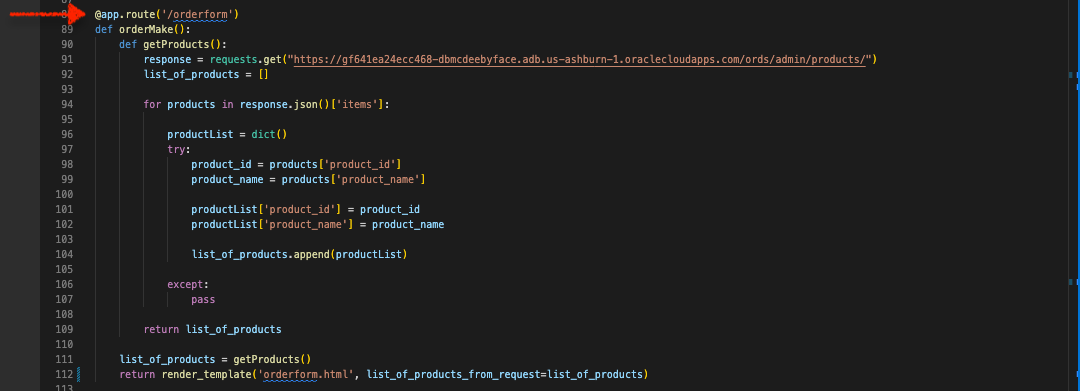 @app.route('/orderform')
89 def orderMake():
90 def getProducts():
91 response = requests.get("https://gf641ea24ecc468-dbmcdeebyface.adb.us-ashburn-1.oraclecloudapps.com/ords/admin/products/")
92 list_of_products = []
93
94 for products in response.json()['items']:
95
96 productList = dict()
97 try:
98 product_id = products['product_id']
99 product_name = products['product_name']
100
101 productList['product_id'] = product_id
102 productList['product_name'] = product_name
103
104 list_of_products.append(productList)
105
106 except:
107 pass
108
109 return list_of_products
110
111 list_of_products = getProducts()
112 return render_template('orderform.html', list_of_products_from_request=list_of_products)
113